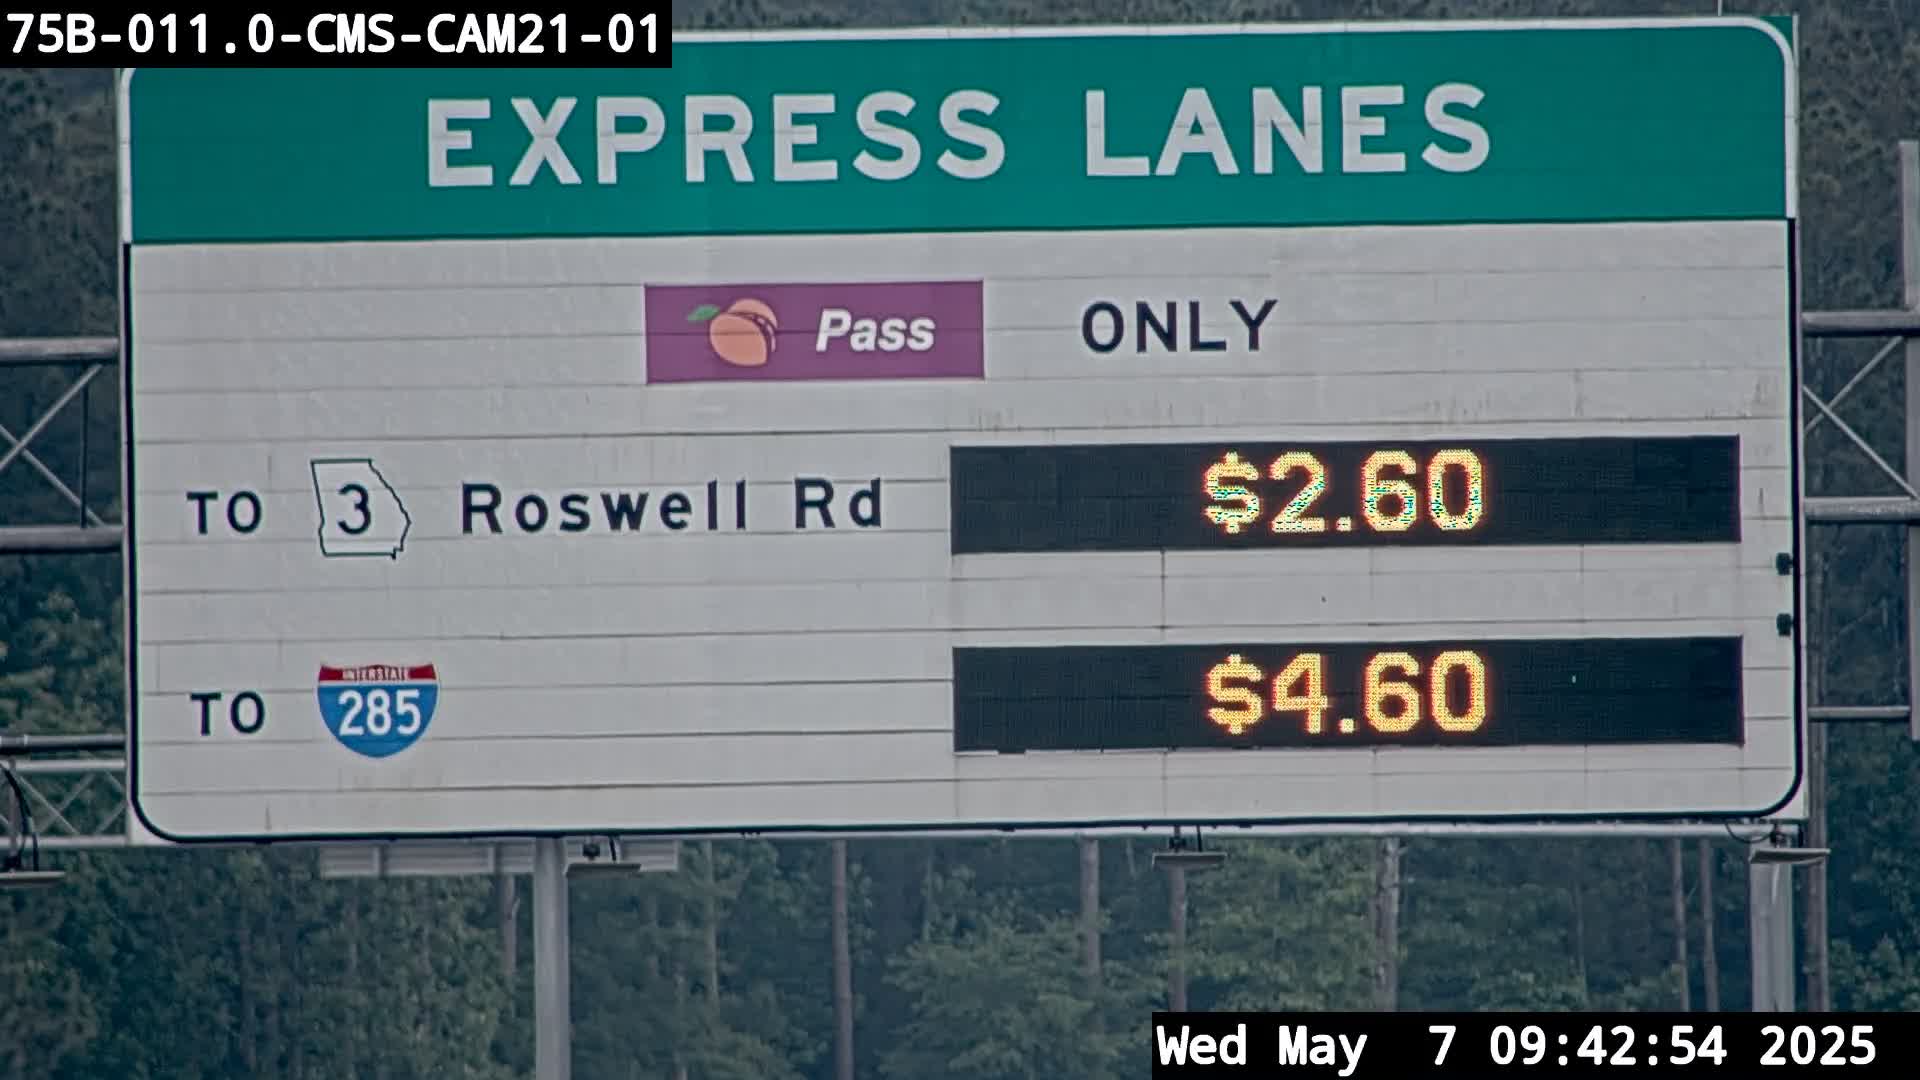 75B-011.0-CMS-CAM21-01
EXPRESS LANES
Pass ONLY
TO 3 Roswell Rd $2.60
INTERSTATE
TO 285 $4.60
Wed May 7 09:42:54 2025